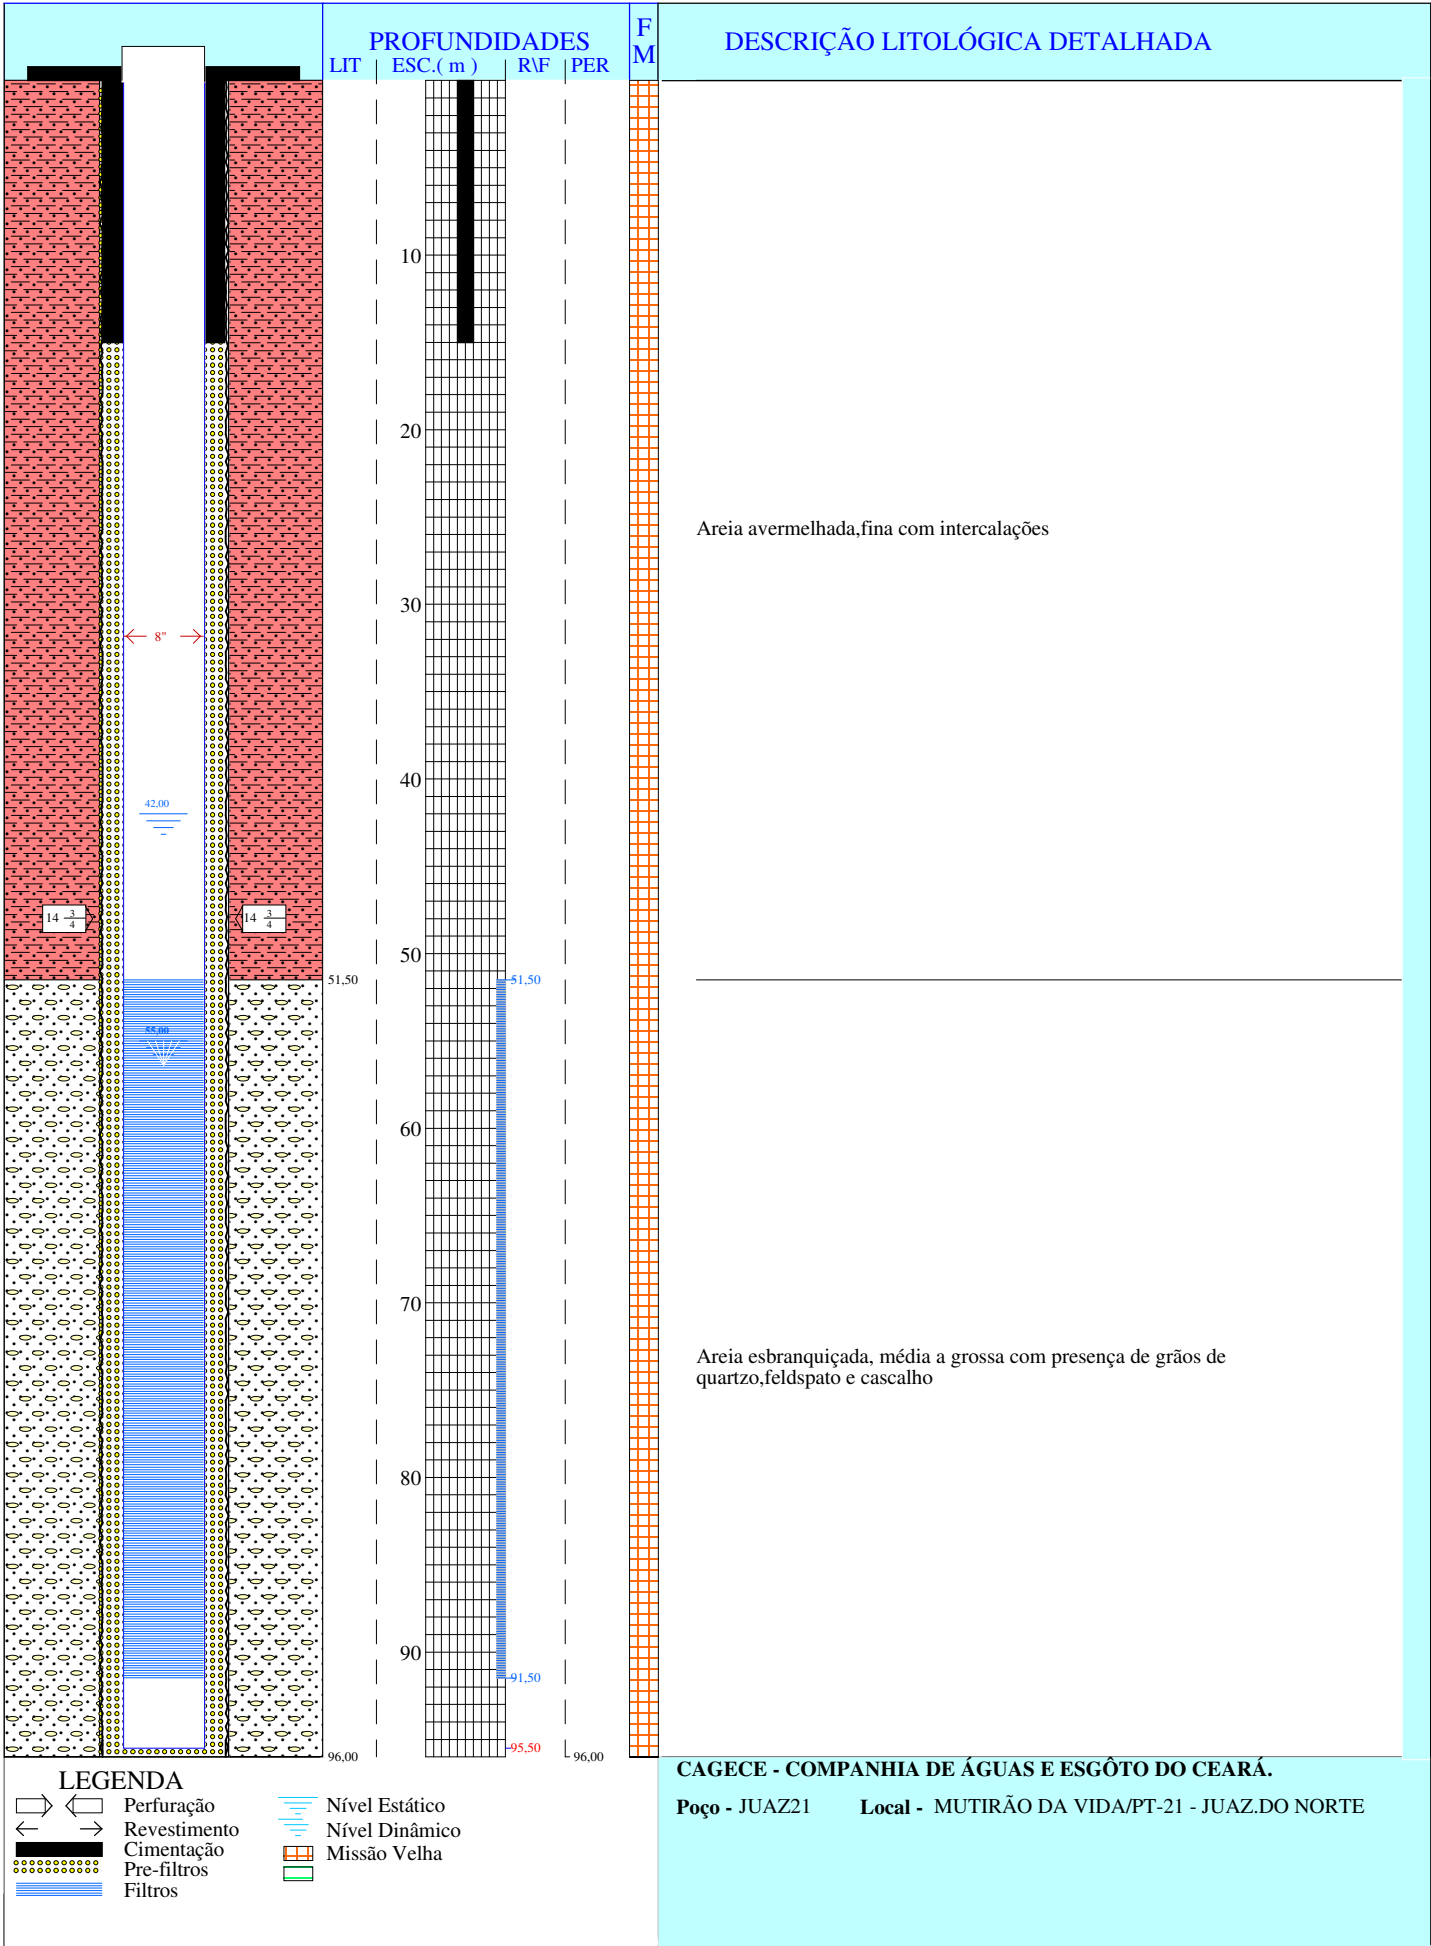 PROFUNDIDADES
LIT ESC.( m ) R\F PER
F
M
DESCRIÇÃO LITOLÓGICA DETALHADA
10
20
Areia avermelhada,fina com intercalações
30
8"
40
42,00
14 3/4
14 3/4
50
51,50
51,50
55,00
60
70
Areia esbranquiçada, média a grossa com presença de grãos de
quartzo,feldspato e cascalho
80
90
91,50
95,50
96,00
96,00
LEGENDA
Perfuração
Revestimento
Cimentação
Pre-filtros
Filtros
Nível Estático
Nível Dinâmico
Missão Velha
CAGECE - COMPANHIA DE ÁGUAS E ESGÔTO DO CEARÁ.
Poço - JUAZ21 Local - MUTIRÃO DA VIDA/PT-21 - JUAZ.DO NORTE